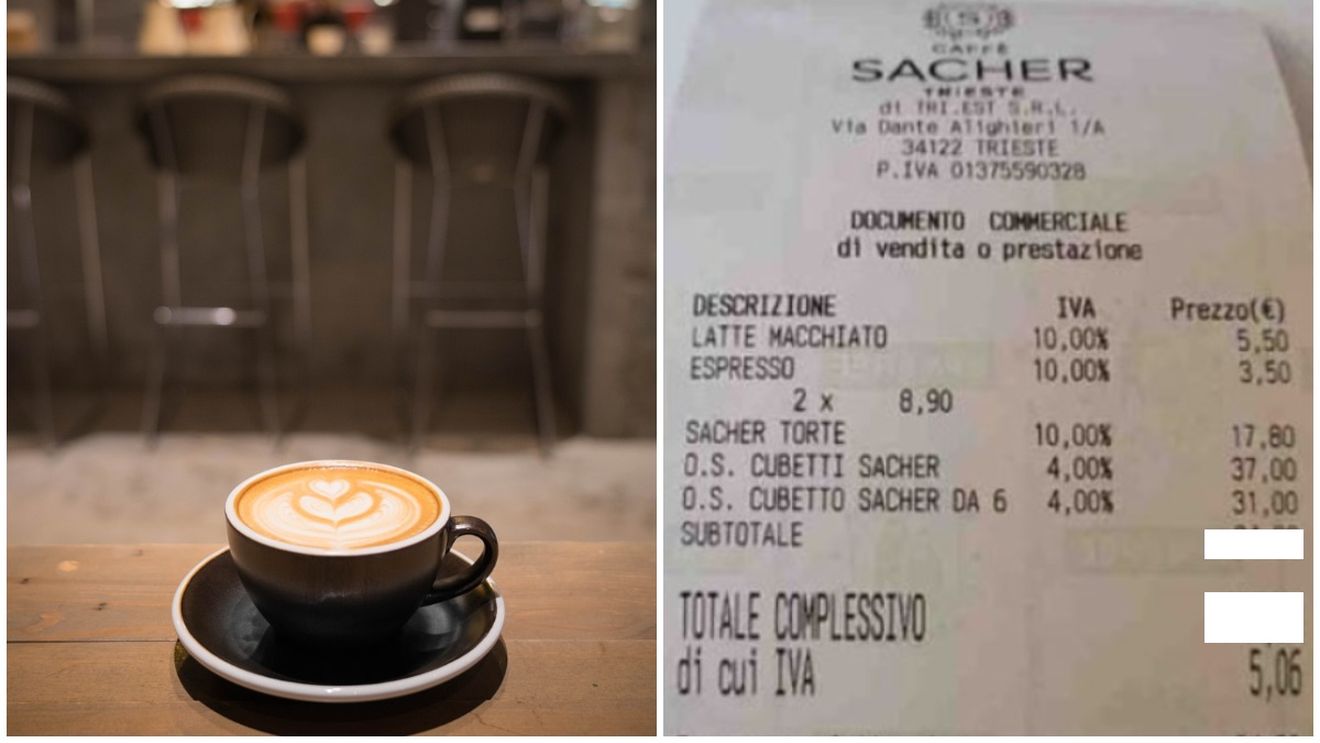 CAFFÈ
SACHER
TRIESTE
di TRI.EST S.R.L.
Via Dante Alighieri 1/A
34122 TRIESTE
P.IVA 01375590328
DOCUMENTO COMMERCIALE
di vendita o prestazione
DESCRIZIONE IVA Prezzo(€)
LATTE MACCHIATO 10,00% 5,50
ESPRESSO 10,00% 3,50
2 x 8,90
SACHER TORTE 10,00% 17,80
O.S. CUBETTI SACHER 4,00% 37,00
O.S. CUBETTO SACHER DA 6 4,00% 31,00
SUBTOTALE
TOTALE COMPLESSIVO
di cui IVA 5,06